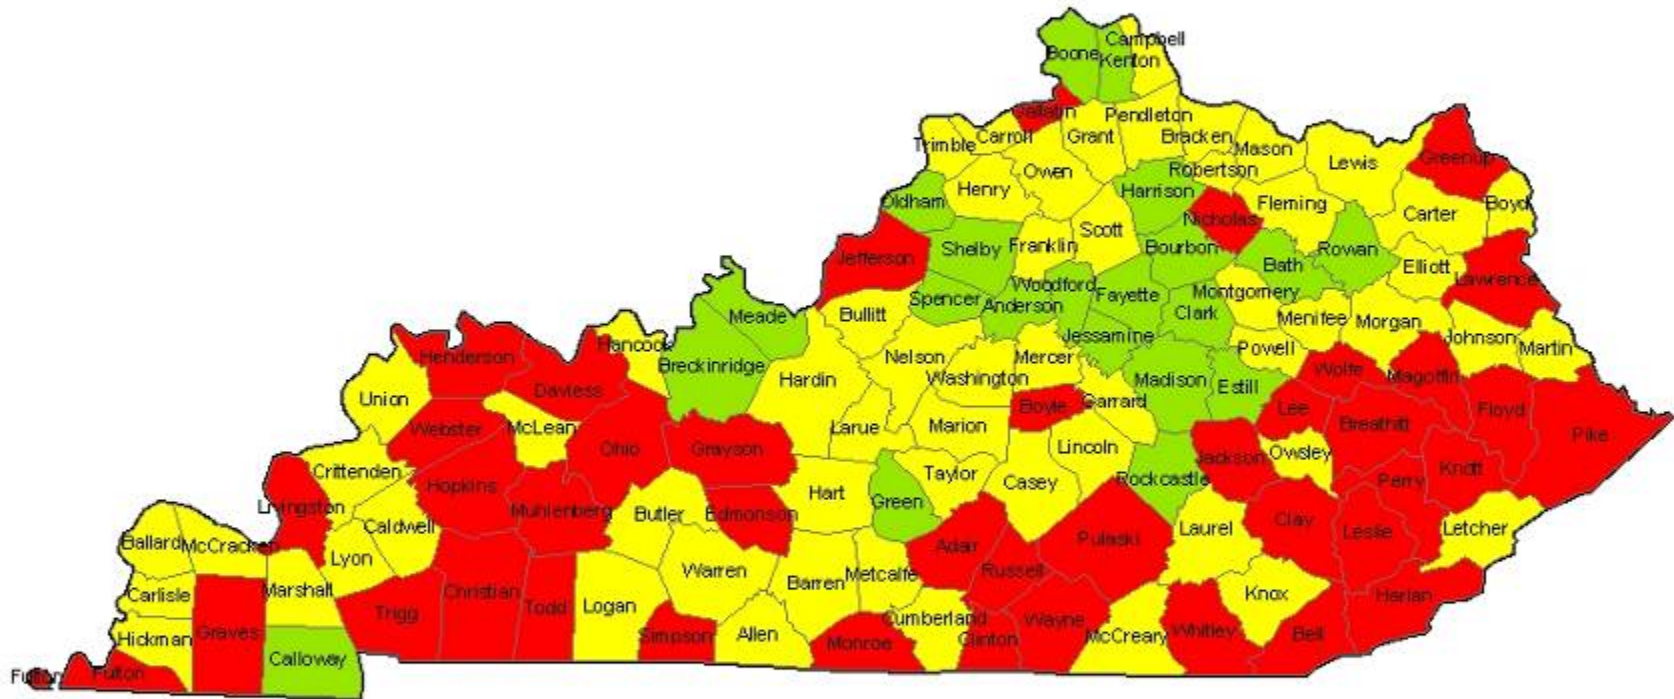 Campbell
Boone
Kenton
Gallatin
Pendleton
Carroll
Grant
Bracken
Trimble
Mason
Lewis
Greenup
Owen
Robertson
Henry
Harrison
Oldham
Fleming
Boyd
Nicholas
Carter
Scott
Franklin
Shelby
Bourbon
Rowan
Jefferson
Bath
Elliott
Lawrence
Woodford
Spencer
Anderson
Fayette
Montgomery
Meade
Bullitt
Clark
Menifee
Morgan
Jessamine
Johnson
Hancock
Henderson
Nelson
Mercer
Powell
Martin
Breckinridge
Hardin
Washington
Madison
Estill
Wolfe
Magoffin
Daviess
Union
Boyle
Garrard
Lee
Floyd
Webster
McLean
Larue
Marion
Breathitt
Pike
Ohio
Grayson
Lincoln
Jackson
Owsley
Crittenden
Taylor
Knott
Hopkins
Hart
Green
Casey
Rockcastle
Perry
Livingston
Muhlenberg
Butler
Edmonson
Caldwell
Laurel
Clay
Leslie
Letcher
Ballard
McCracken
Lyon
Adair
Pulaski
Warren
Barren
Metcalfe
Russell
Carlisle
Marshall
Christian
Knox
Harlan
Trigg
Todd
Logan
Cumberland
Wayne
Hickman
Graves
Simpson
Allen
Monroe
Clinton
McCreary
Whitley
Bell
Calloway
Fulton
Fulton